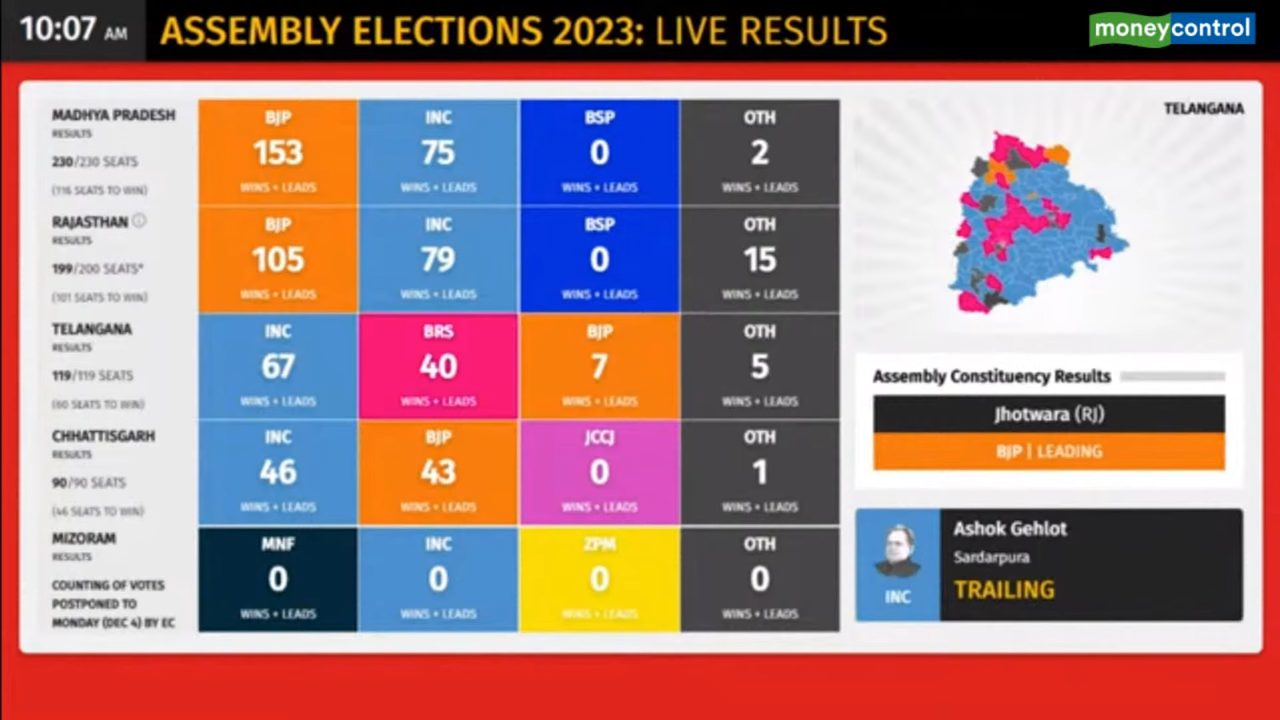 10:07 AM
ASSEMBLY ELECTIONS 2023: LIVE RESULTS
moneycontrol
MADHYA PRADESH
RESULTS
230/230 SEATS
(116 SEATS TO WIN)
BJP
153
WINS + LEADS
INC
75
WINS + LEADS
BSP
0
WINS + LEADS
OTH
2
WINS + LEADS
RAJASTHAN
RESULTS
199/200 SEATS*
(101 SEATS TO WIN)
BJP
105
WINS + LEADS
INC
79
WINS + LEADS
BSP
0
WINS + LEADS
OTH
15
WINS + LEADS
TELANGANA
RESULTS
119/119 SEATS
(60 SEATS TO WIN)
INC
67
WINS + LEADS
BRS
40
WINS + LEADS
BJP
7
WINS + LEADS
OTH
5
WINS + LEADS
CHHATTISGARH
RESULTS
90/90 SEATS
(46 SEATS TO WIN)
INC
46
WINS + LEADS
BJP
43
WINS + LEADS
JCCJ
0
WINS + LEADS
OTH
1
WINS + LEADS
MIZORAM
RESULTS
COUNTING OF VOTES
POSTPONED TO
MONDAY (DEC 4) BY EC
MNF
0
WINS + LEADS
INC
0
WINS + LEADS
ZPM
0
WINS + LEADS
OTH
0
WINS + LEADS
TELANGANA
Assembly Constituency Results
Jhotwara (RJ)
BJP | LEADING
INC
Ashok Gehlot
Sardarpura
TRAILING